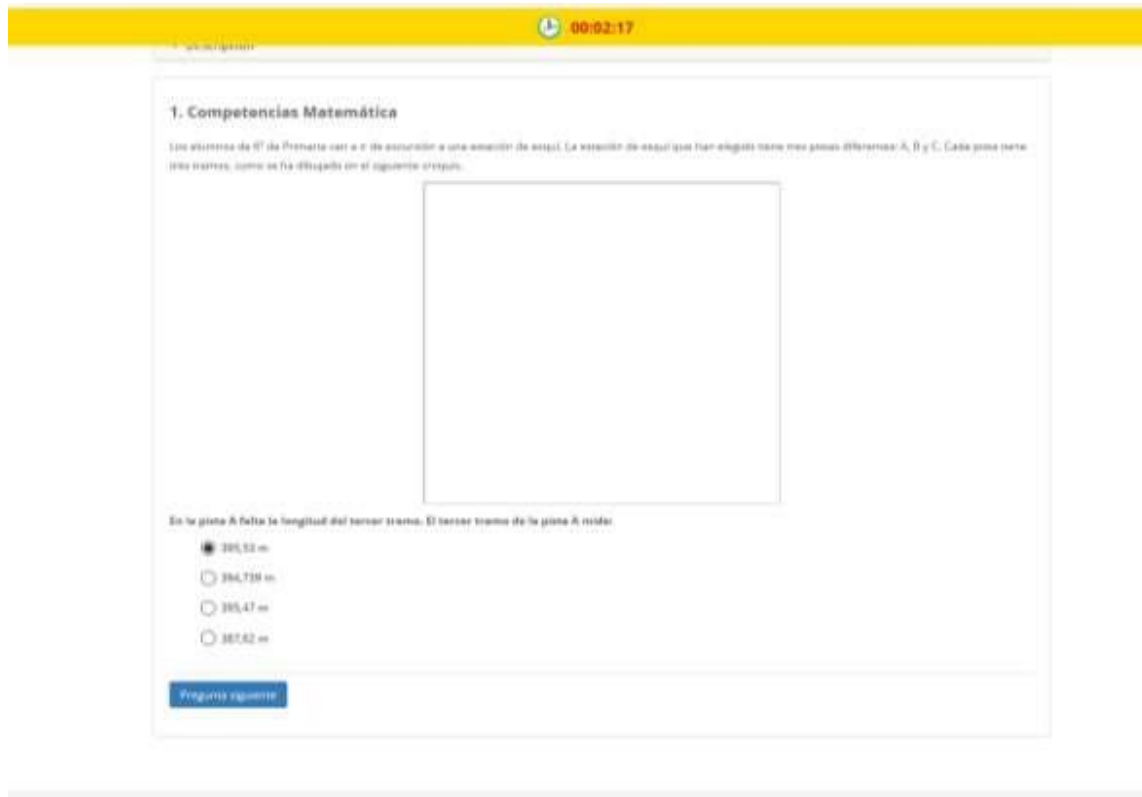 00:02:17
Descripción
1. Competencias Matemática
Los alumnos de 6º de Primaria van a ir de excursión a una estación de esquí. La estación de esquí que han elegido tiene tres pistas diferentes: A, B y C. Cada pista tiene
tres tramos, como se ha dibujado en el siguiente croquis.
En la pista A falta la longitud del tercer tramo. El tercer tramo de la pista A mide:
395,53 m
394,739 m
395,47 m
387,62 m
Pregunta siguiente